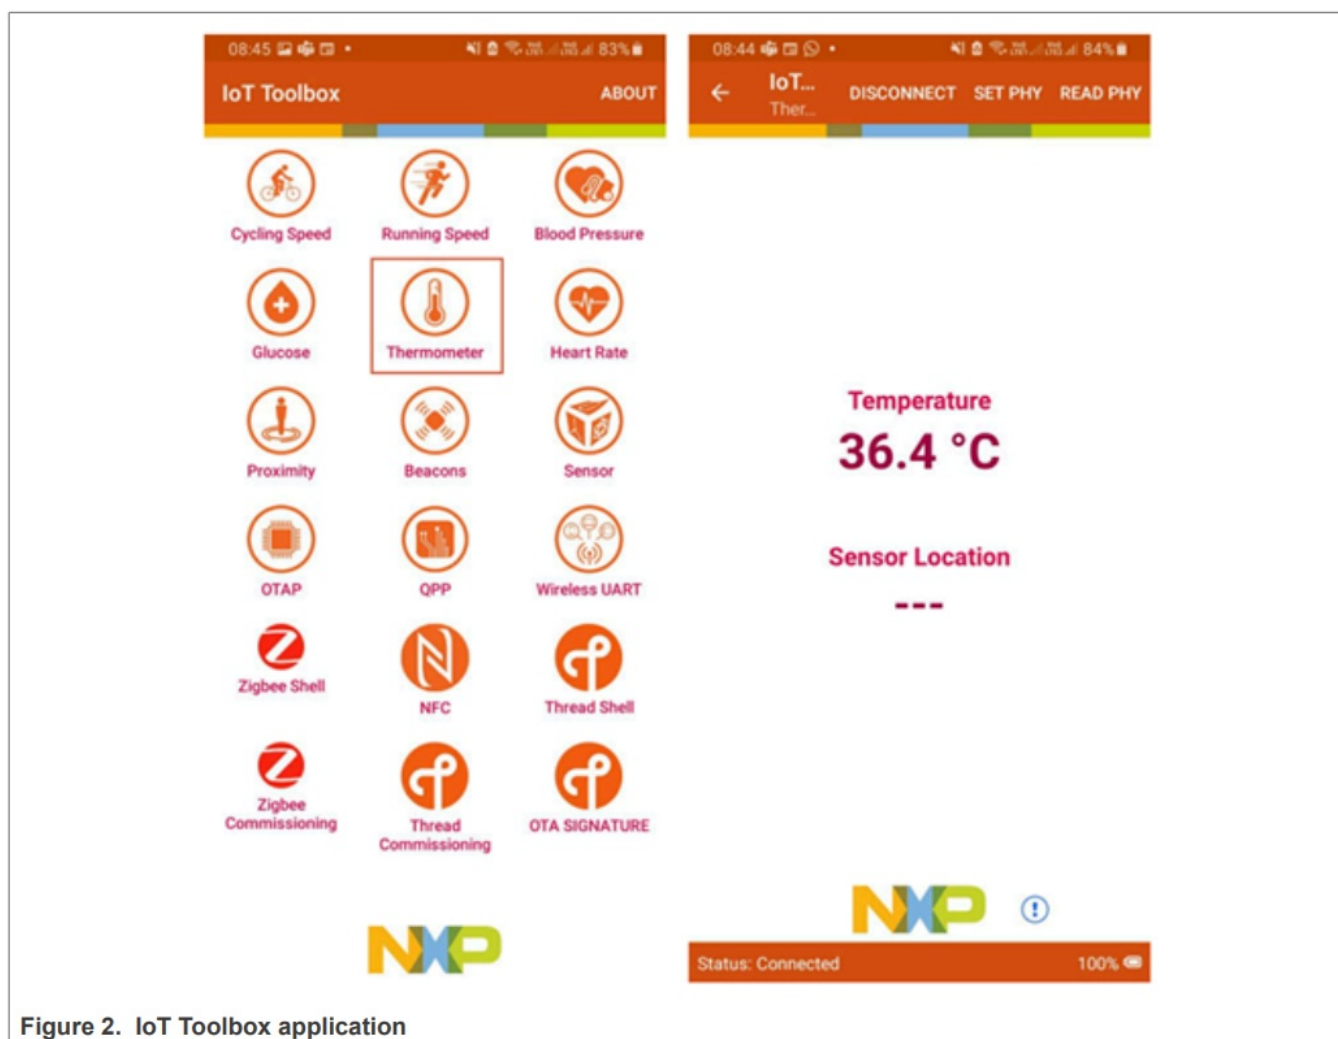 08:45 83%
IoT Toolbox ABOUT
Cycling Speed Running Speed Blood Pressure
Glucose Thermometer Heart Rate
Proximity Beacons Sensor
OTAP QPP Wireless UART
Zigbee Shell NFC Thread Shell
Zigbee
Commissioning
Thread
Commissioning
OTA SIGNATURE
NXP
08:44 84%
IoT... DISCONNECT SET PHY READ PHY
Ther...
Temperature
36.4 °C
Sensor Location
---
NXP
Status: Connected 100%
Figure 2. IoT Toolbox application